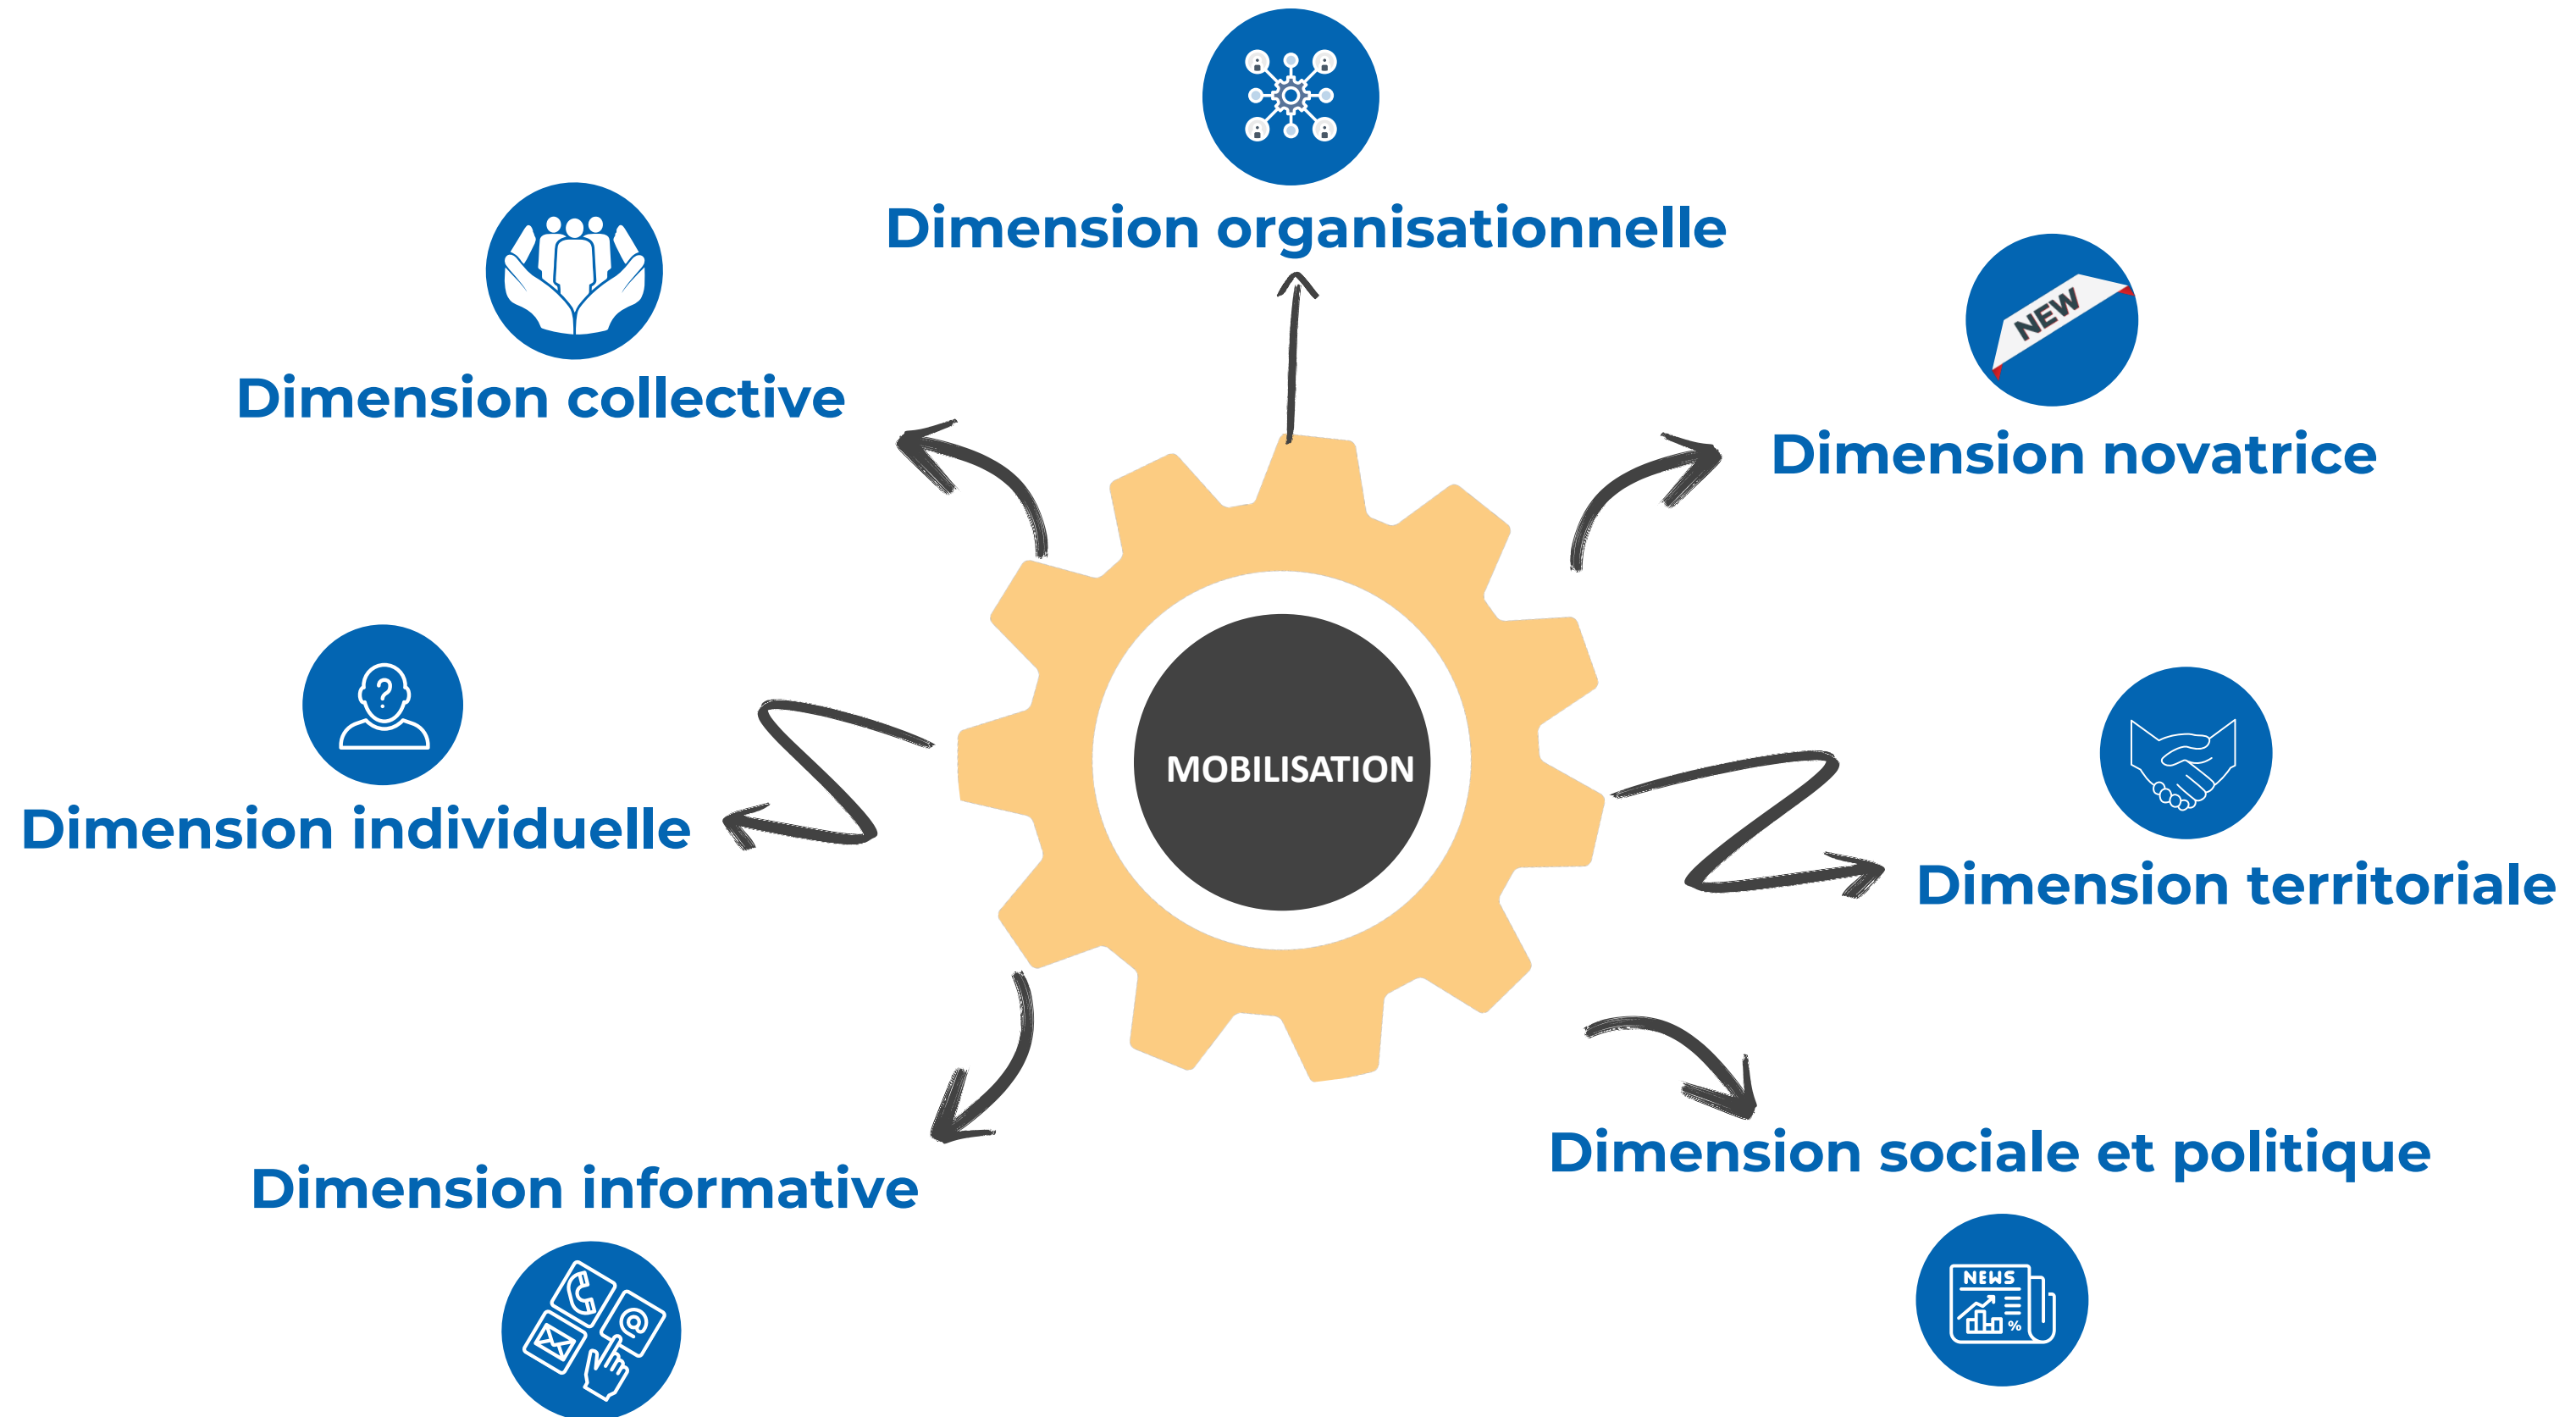 Dimension organisationnelle
Dimension collective
NEW
Dimension novatrice
?
MOBILISATION
Dimension individuelle
Dimension territoriale
Dimension sociale et politique
Dimension informative
@
NEWS
%